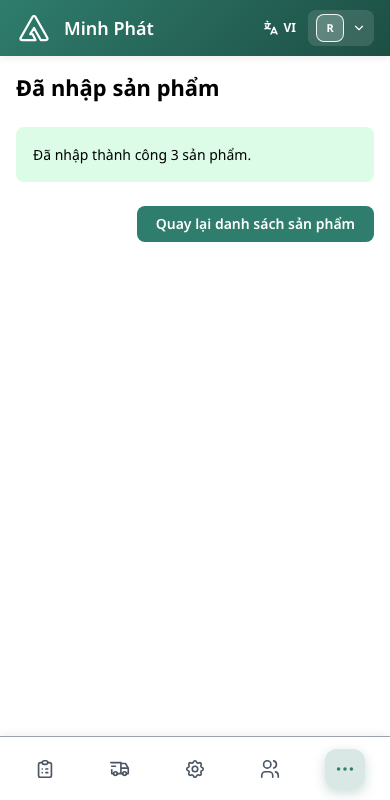 Minh Phát
VI
R
Đã nhập sản phẩm
Đã nhập thành công 3 sản phẩm.
Quay lại danh sách sản phẩm